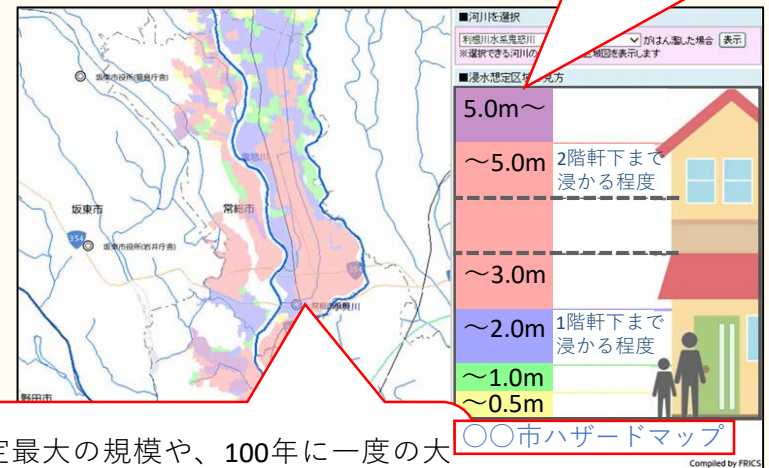 ■河川を選択
利根川水系鬼怒川
がはん濫した場合
表示
※選択できる河川の
区域図を表示します
■浸水想定区域
見方
5.0m～
～5.0m
2階軒下まで
浸かる程度
～3.0m
～2.0m
1階軒下まで
浸かる程度
～1.0m
～0.5m
坂東市役所(猿島庁舎)
鬼怒川
坂東市
常総市
354
坂東市役所(岩井庁舎)
野田市
○○市ハザードマップ
定最大の規模や、100年に一度の大
Compiled by FRICS